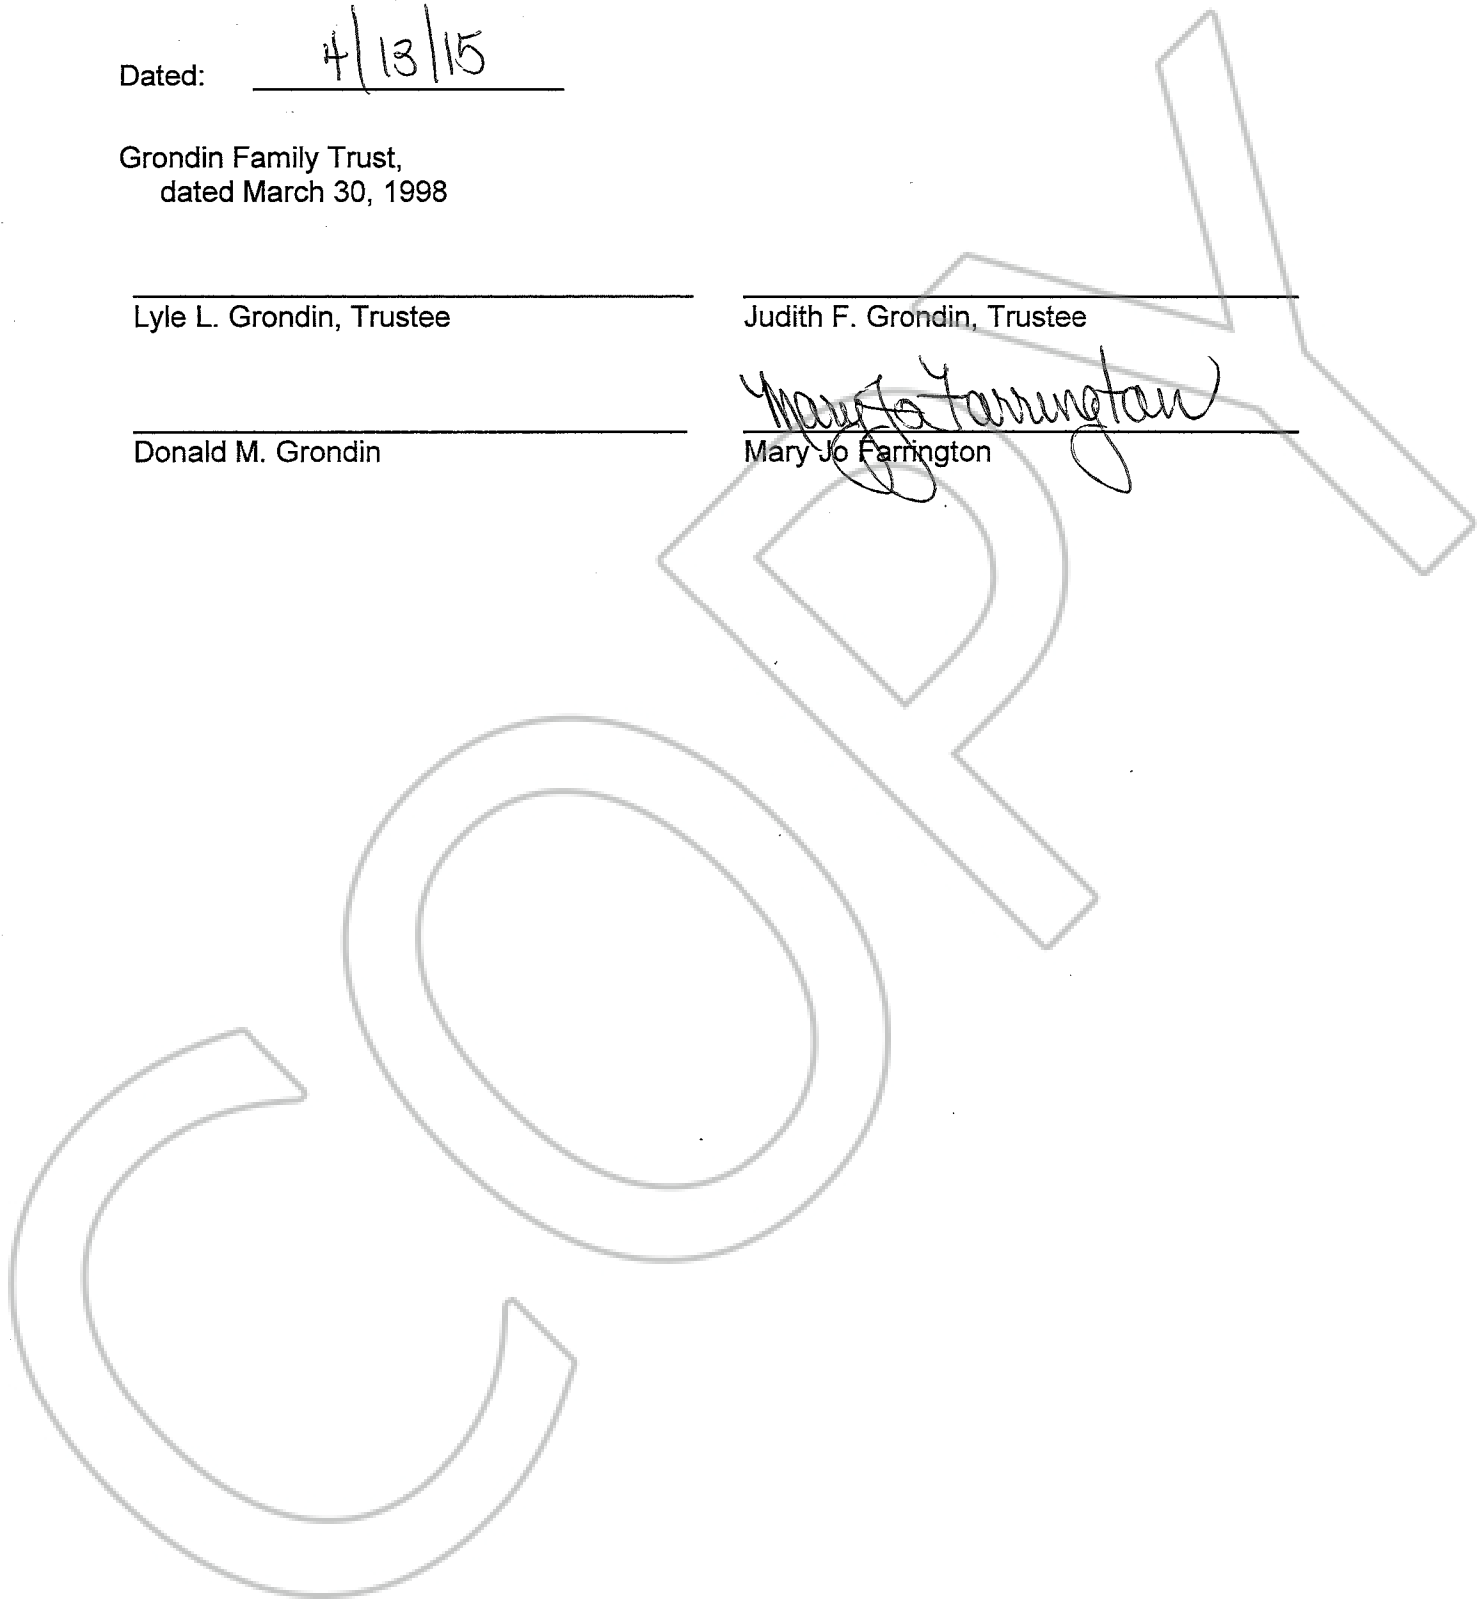 Dated: 4/13/15
Grondin Family Trust,
dated March 30, 1998
Lyle L. Grondin, Trustee
Judith F. Grondin, Trustee
Mary Jo Farrington
Donald M. Grondin
Mary Jo Farrington
COPY